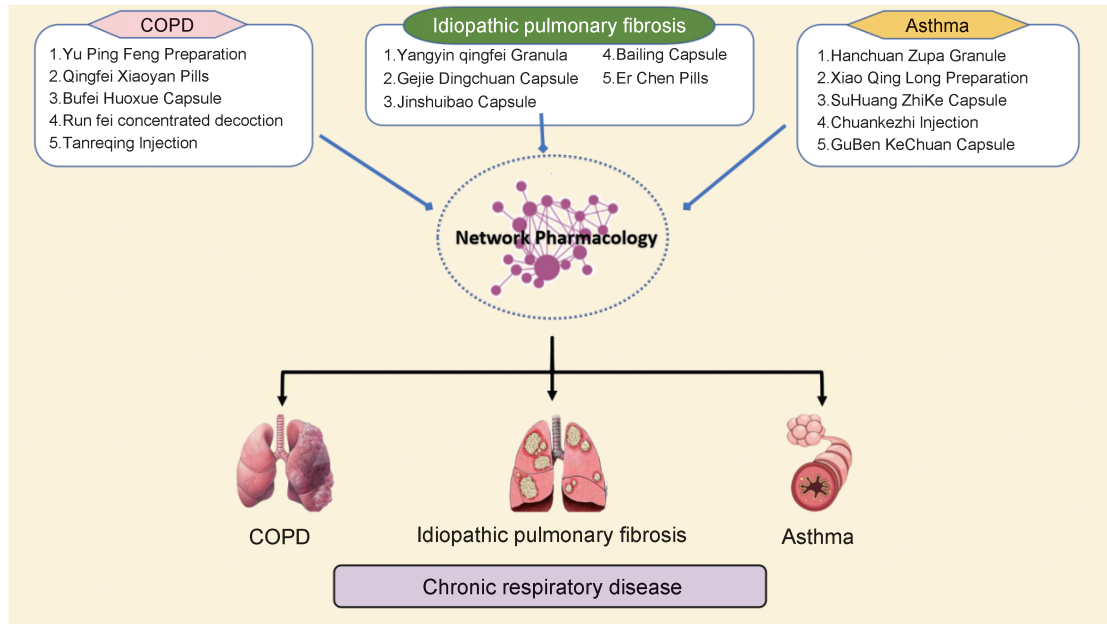 COPD
1.Yu Ping Feng Preparation
2.Qingfei Xiaoyan Pills
3.Bufei Huoxue Capsule
4.Run fei concentrated decoction
5.Tanreqing Injection
Idiopathic pulmonary fibrosis
1.Yangyin qingfei Granula
2.Gejie Dingchuan Capsule
3.Jinshuibao Capsule
4.Bailing Capsule
5.Er Chen Pills
Asthma
1.Hanchuan Zupa Granule
2.Xiao Qing Long Preparation
3.SuHuang ZhiKe Capsule
4.Chuankezhi Injection
5.GuBen KeChuan Capsule
Network Pharmacology
COPD
Idiopathic pulmonary fibrosis
Asthma
Chronic respiratory disease